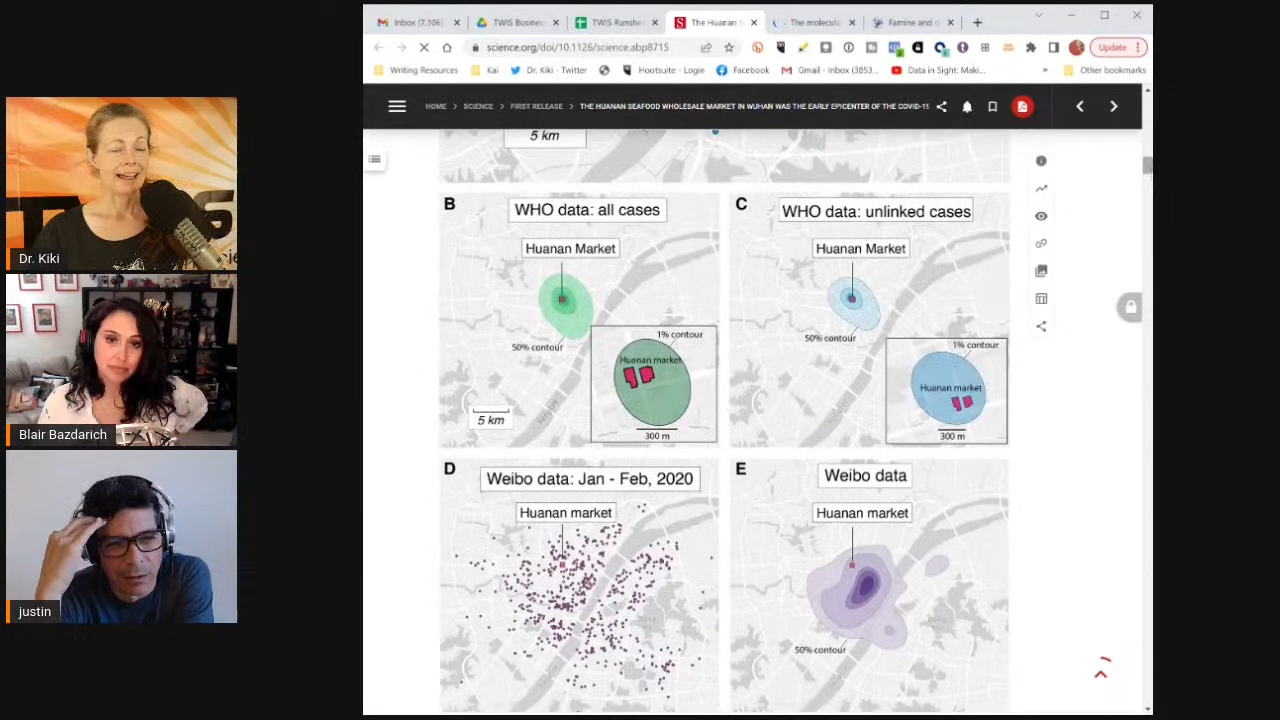 Inbox (7,106)
TWIS Busines
TWIS Runshe
The Huanan S
The molecula
Famine and d
science.org/doi/10.1126/science.abp8715
Update
Writing Resources
Kai
Dr. Kiki - Twitter
Hootsuite - Login
Facebook
Gmail - Inbox (3853...
Data in Sight: Maki...
Other bookmarks
HOME > SCIENCE > FIRST RELEASE > THE HUANAN SEAFOOD WHOLESALE MARKET IN WUHAN WAS THE EARLY EPICENTER OF THE COVID-19
5 km
B
WHO data: all cases
Huanan Market
50% contour
1% contour
Huanan market
300 m
5 km
C
WHO data: unlinked cases
Huanan Market
50% contour
1% contour
Huanan market
300 m
D
Weibo data: Jan - Feb, 2020
Huanan market
E
Weibo data
Huanan market
50% contour
Dr. Kiki
Blair Bazdarich
justin